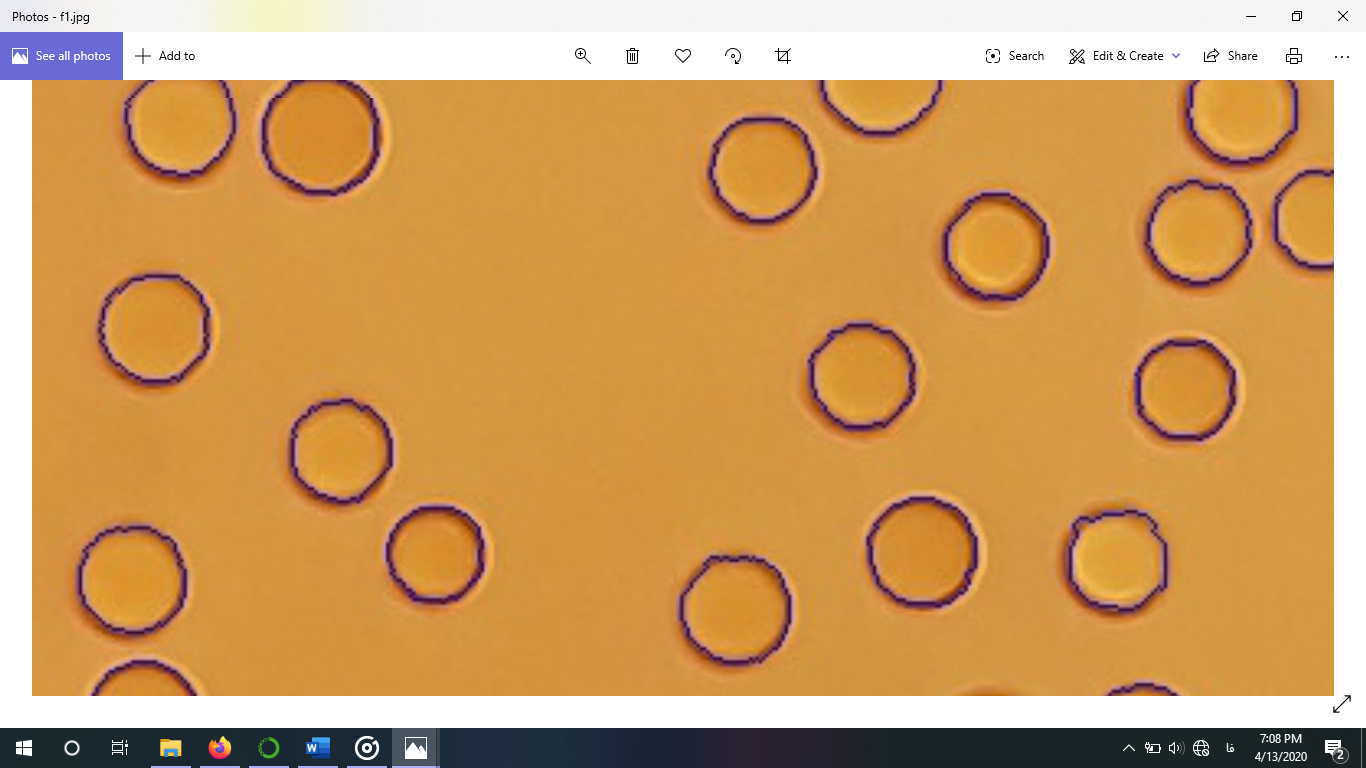 Photos - f1.jpg
See all photos
Add to
Search
Edit & Create
Share
7:08 PM
فا
4/13/2020
2